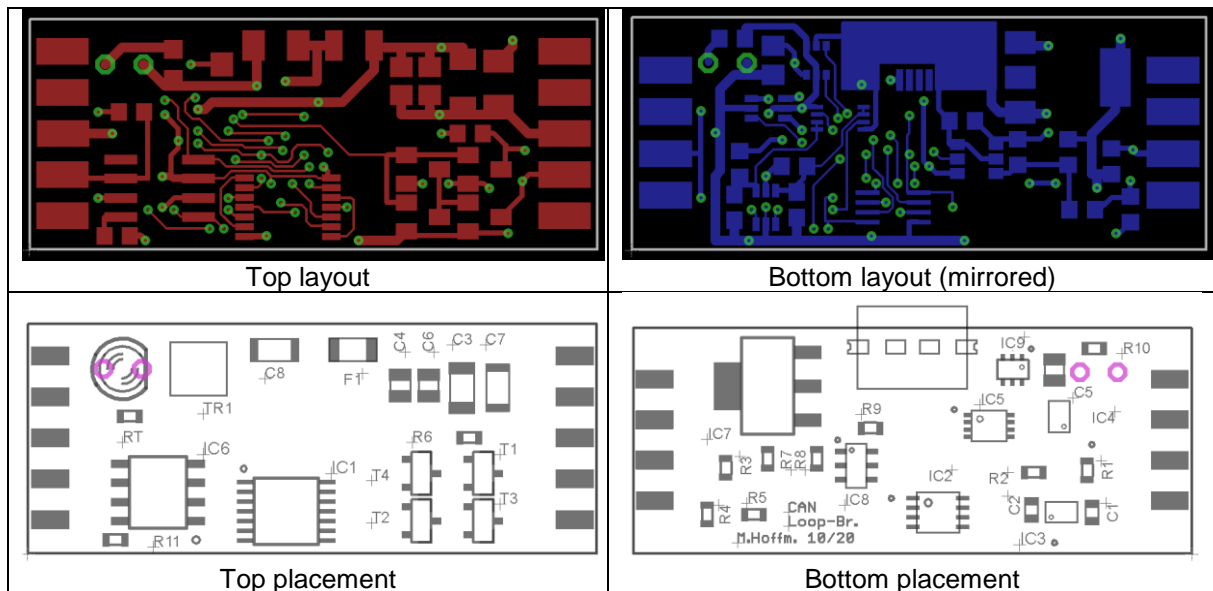 Top layout
Bottom layout (mirrored)
C4
C6
C3
C7
C8
F1
TR1
RT
IC6
IC1
R6
T1
T4
T3
T2
R11
Top placement
IC9
R10
C5
IC4
IC5
R9
IC7
R3
R7
R8
IC8
IC2
R2
R1
R4
R5
CAN
Loop-Br.
M.Hoffm. 10/20
C2
C1
IC3
Bottom placement